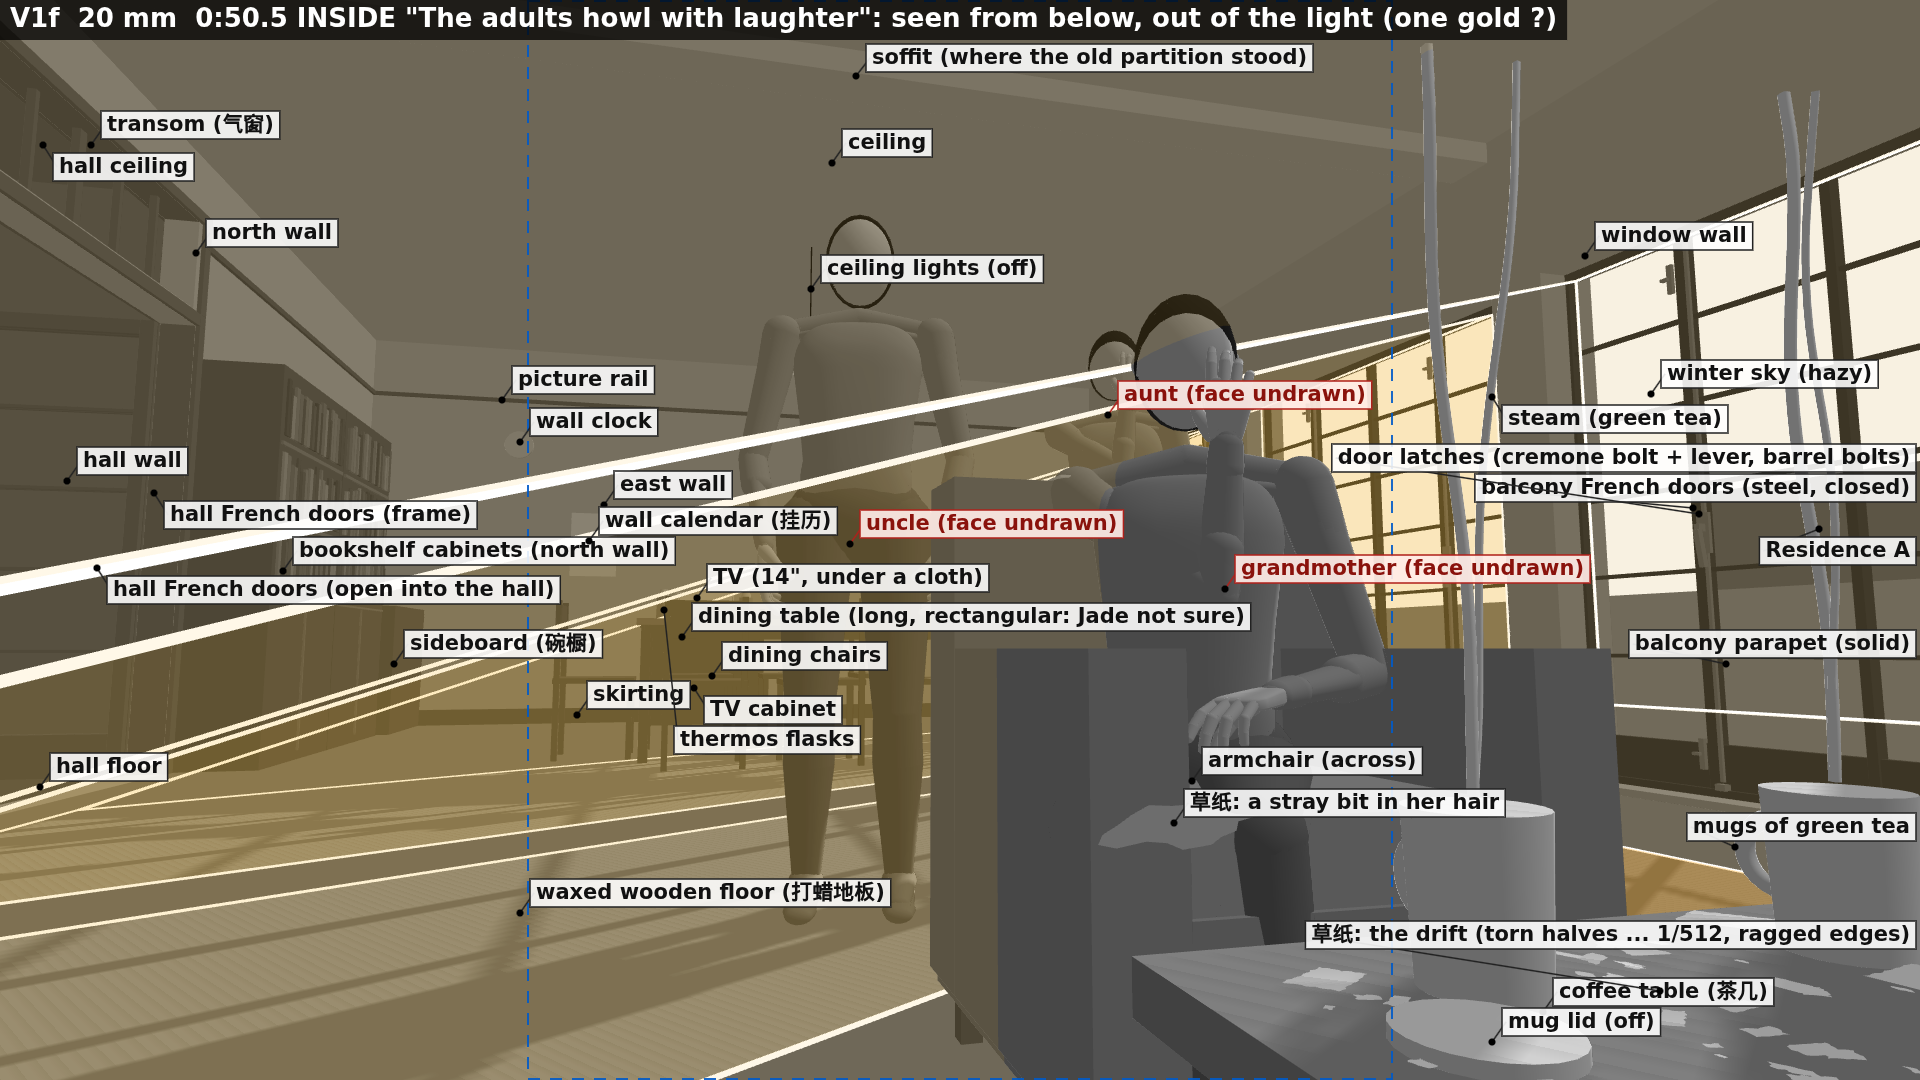 V1f 20 mm 0:50.5 INSIDE "The adults howl with laughter": seen from below, out of the light (one gold ?)
soffit (where the old partition stood)
transom (气窗)
ceiling
hall ceiling
north wall
window wall
ceiling lights (off)
picture rail
winter sky (hazy)
aunt (face undrawn)
wall clock
steam (green tea)
hall wall
door latches (cremone bolt + lever, barrel bolts)
east wall
balcony French doors (steel, closed)
hall French doors (frame)
wall calendar (挂历)
uncle (face undrawn)
bookshelf cabinets (north wall)
Residence A
grandmother (face undrawn)
TV (14", under a cloth)
hall French doors (open into the hall)
dining table (long, rectangular: Jade not sure)
sideboard (碗橱)
balcony parapet (solid)
dining chairs
skirting
TV cabinet
thermos flasks
armchair (across)
hall floor
草纸: a stray bit in her hair
mugs of green tea
waxed wooden floor (打蜡地板)
草纸: the drift (torn halves ... 1/512, ragged edges)
coffee table (茶几)
mug lid (off)